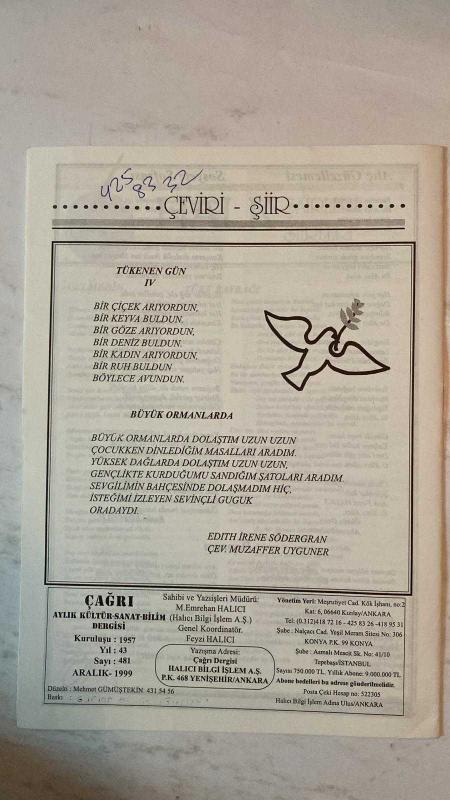 425
83 32
ÇEVİRİ - ŞİİR
TÜKENEN GÜN
IV
BİR ÇİÇEK ARIYORDUN,
BİR KEYVA BULDUN.
BİR GÖZE ARIYORDUN,
BİR DENİZ BULDUN.
BİR KADIN ARIYORDUN,
BİR RUH BULDUN
BÖYLECE AVUNDUN.
BÜYÜK ORMANLARDA
BÜYÜK ORMANLARDA DOLAŞTIM UZUN UZUN
ÇOCUKKEN DİNLEDİĞİM MASALLARI ARADIM.
YÜKSEK DAĞLARDA DOLAŞTIM UZUN UZUN,
GENÇLİKTE KURDUĞUMU SANDIĞIM ŞATOLARI ARADIM.
SEVGİLİMİN BAHÇESİNDE DOLAŞMADIM HİÇ,
İSTEĞİMİ İZLEYEN SEVİNÇLİ GUGUK
ORADAYDI.
EDITH İRENE SÖDERGRAN
ÇEV. MUZAFFER UYGUNER
ÇAĞRI
AYLIK KÜLTÜR-SANAT-BİLİM
DERGİSİ
Kuruluşu : 1957
Yıl : 43
Sayı : 481
ARALIK- 1999
Sahibi ve Yazıişleri Müdürü:
M.Emrehan HALICI
(Halıcı Bilgi İşlem A.Ş.)
Genel Koordinatör.
Feyzi HALICI
Yazışma Adresi:
Çağrı Dergisi
HALICI BİLGİ İŞLEM A.Ş.
P.K. 468 YENİŞEHİR/ANKARA
Yönetim Yeri: Meşrutiyet Cad. Kök İşhanı, no:2
Kat: 6, 06640 Kızılay/ANKARA
Tel:(0.312)418 72 16 - 425 83 26 -418 95 31
Şube : Nalçacı Cad. Yeşil Meram Sitesi No: 306
KONYA P.K. 99 KONYA
Şube : Asmalı Mescit Sk. No: 41/10
Tepebaşı/İSTANBUL
Sayısı 750.000 TL. Yıllık Abone: 9.000.000 TL
Abone bedelleri bu adrese gönderilmelidir.
Posta Çeki Hesap no: 522305
Halıcı Bilgi İşlem Adına Ulus/ANKARA
Dizelo : Mehmet GÜMÜŞTEKİN: 431 54 56
Baskı